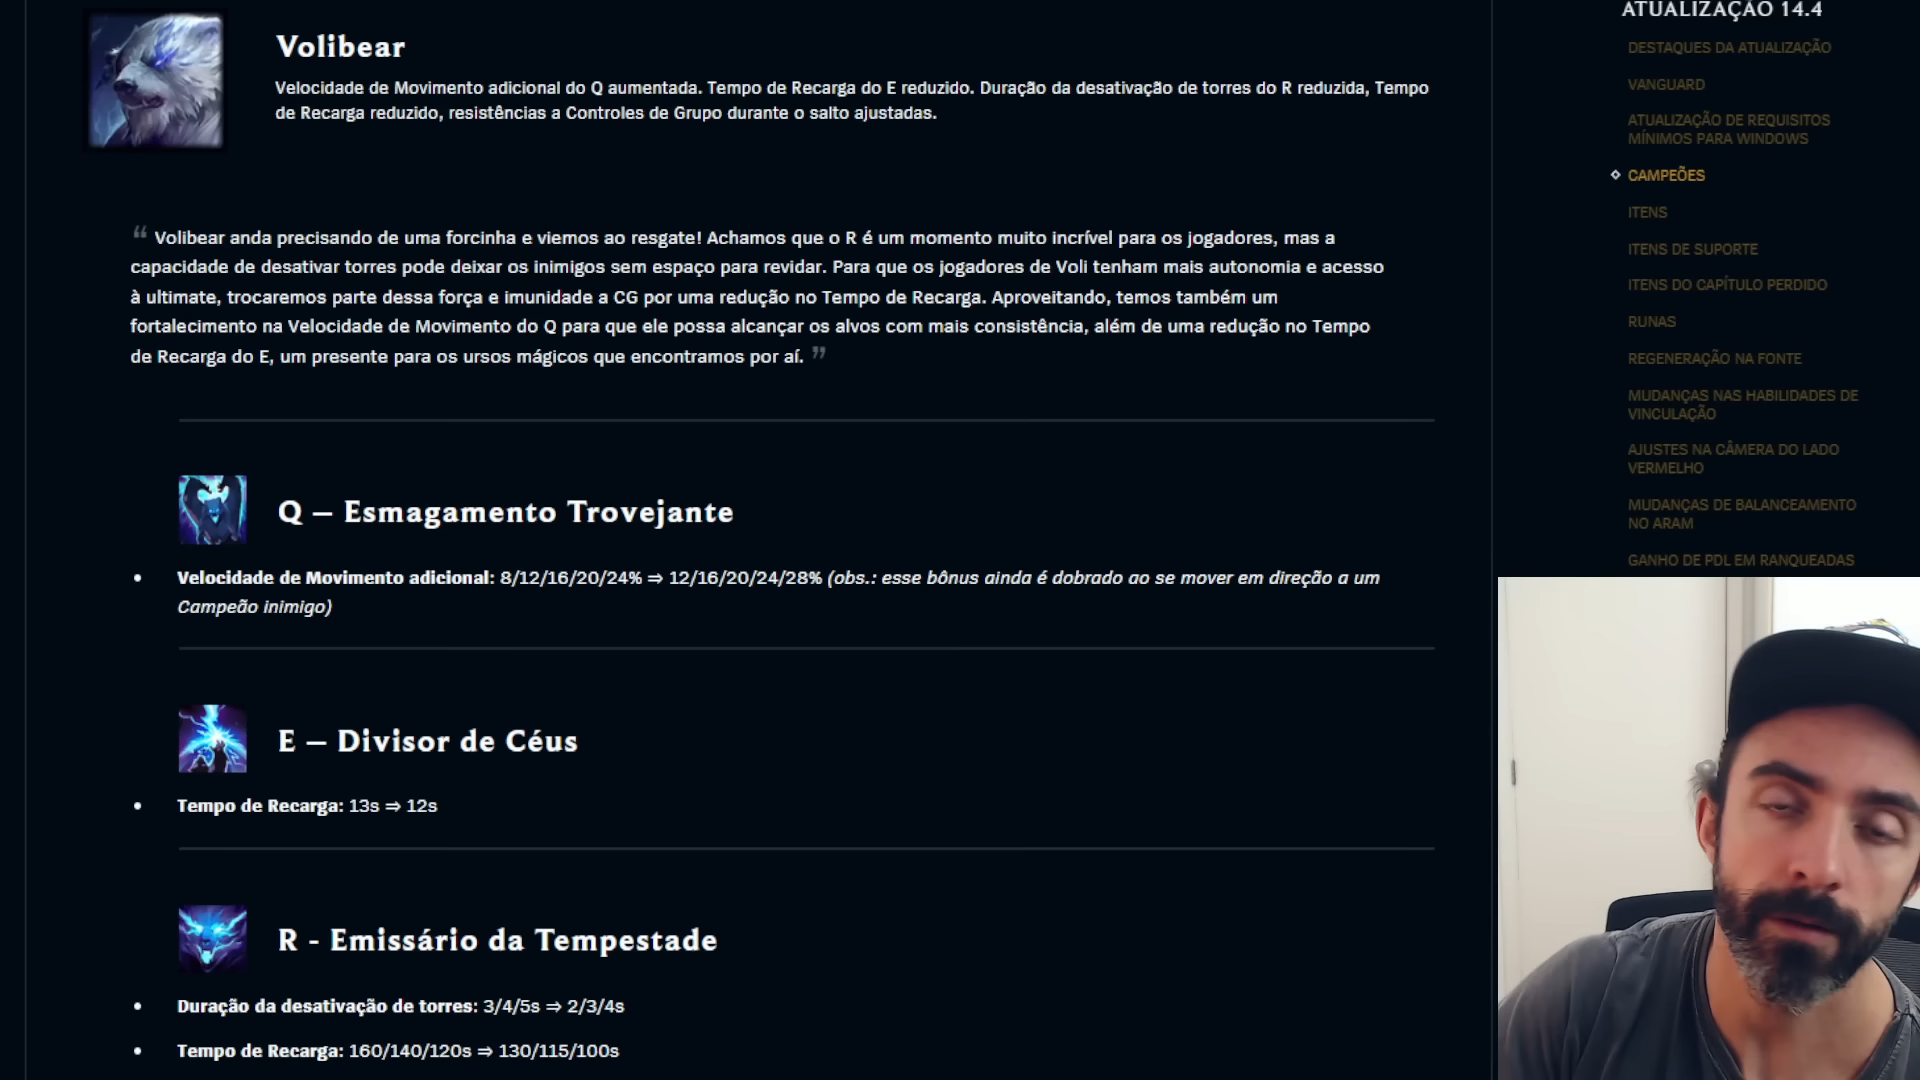 Volibear
Velocidade de Movimento adicional do Q aumentada. Tempo de Recarga do E reduzido. Duração da desativação de torres do R reduzida, Tempo
de Recarga reduzido, resistências a Controles de Grupo durante o salto ajustadas.
“ Volibear anda precisando de uma forcinha e viemos ao resgate! Achamos que o R é um momento muito incrível para os jogadores, mas a
capacidade de desativar torres pode deixar os inimigos sem espaço para revidar. Para que os jogadores de Voli tenham mais autonomia e acesso
à ultimate, trocaremos parte dessa força e imunidade a CG por uma redução no Tempo de Recarga. Aproveitando, temos também um
fortalecimento na Velocidade de Movimento do Q para que ele possa alcançar os alvos com mais consistência, além de uma redução no Tempo
de Recarga do E, um presente para os ursos mágicos que encontramos por aí. ”
Q – Esmagamento Trovejante
• Velocidade de Movimento adicional: 8/12/16/20/24% ⇒ 12/16/20/24/28% (obs.: esse bônus ainda é dobrado ao se mover em direção a um
Campeão inimigo)
E – Divisor de Céus
• Tempo de Recarga: 13s ⇒ 12s
R - Emissário da Tempestade
• Duração da desativação de torres: 3/4/5s ⇒ 2/3/4s
• Tempo de Recarga: 160/140/120s ⇒ 130/115/100s
ATUALIZAÇÃO 14.4
DESTAQUES DA ATUALIZAÇÃO
VANGUARD
ATUALIZAÇÃO DE REQUISITOS
MÍNIMOS PARA WINDOWS
CAMPEÕES
ITENS
ITENS DE SUPORTE
ITENS DO CAPÍTULO PERDIDO
RUNAS
REGENERAÇÃO NA FONTE
MUDANÇAS NAS HABILIDADES DE
VINCULAÇÃO
AJUSTES NA CÂMERA DO LADO
VERMELHO
MUDANÇAS DE BALANCEAMENTO
NO ARAM
GANHO DE PDL EM RANQUEADAS